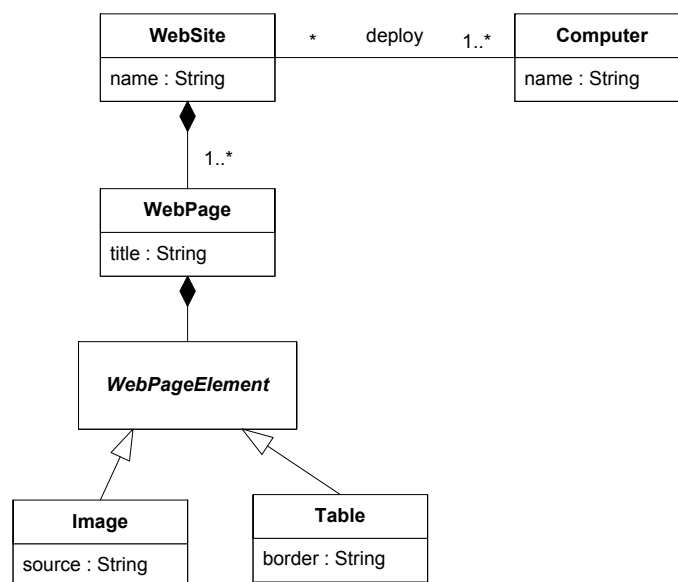 WebSite
* deploy 1..*
Computer
name : String
name : String
1..*
WebPage
title : String
WebPageElement
Image
Table
source : String
border : String